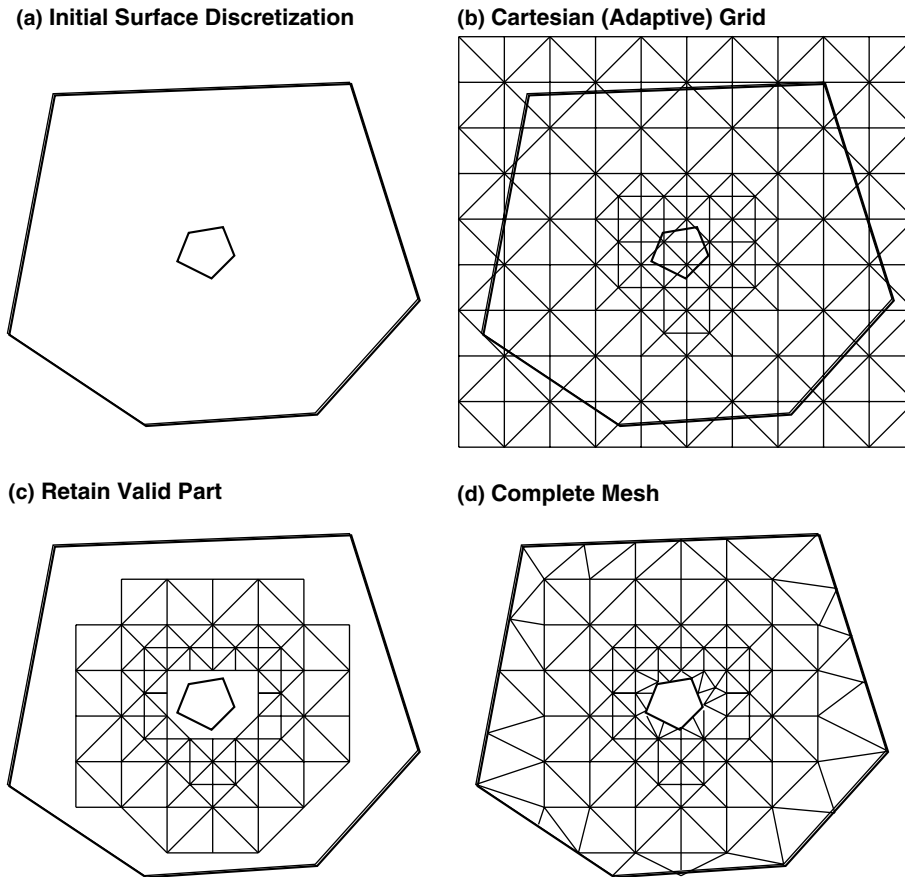 (a) Initial Surface Discretization
(b) Cartesian (Adaptive) Grid
(c) Retain Valid Part
(d) Complete Mesh